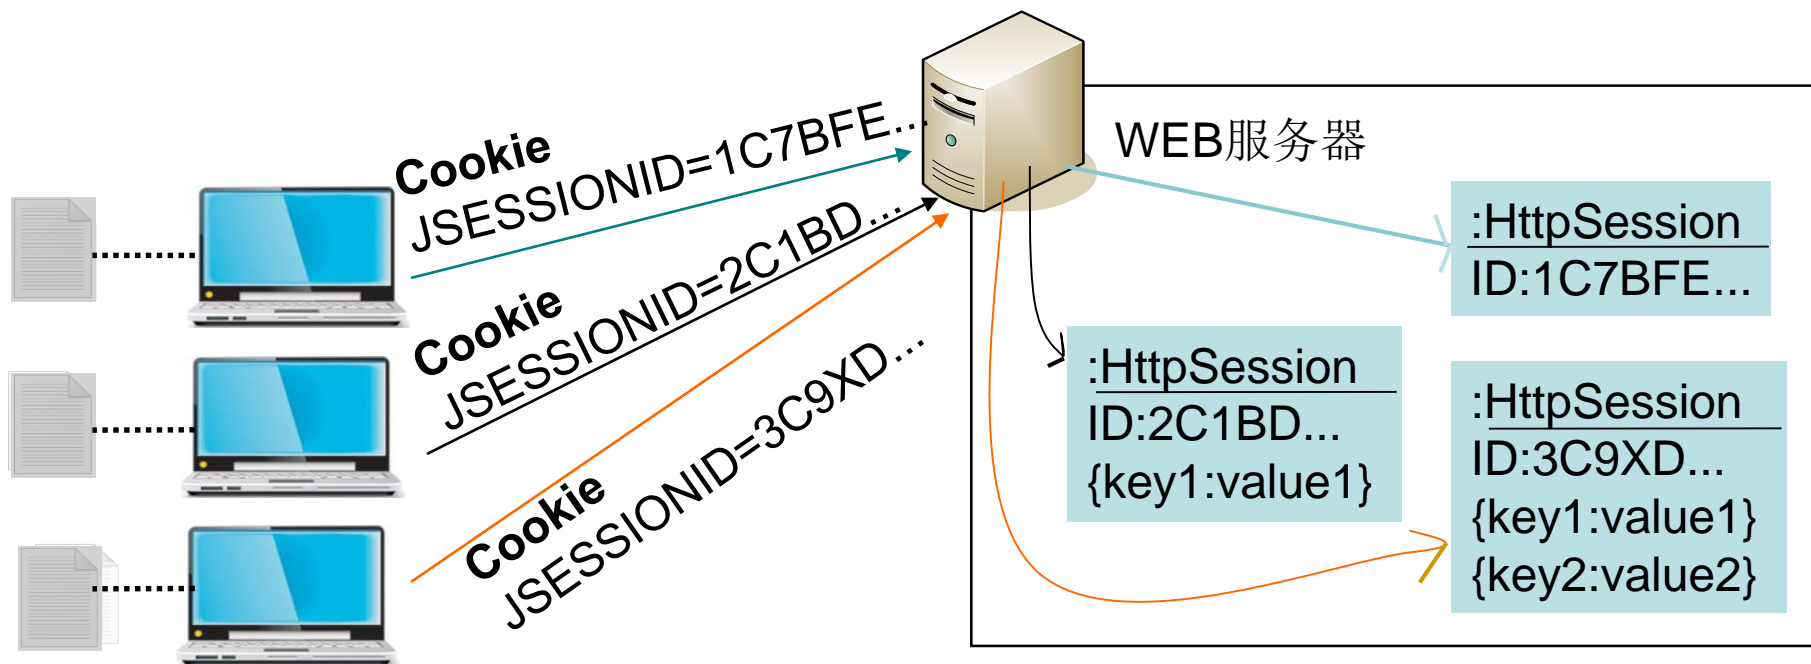 Cookie
JSESSIONID=1C7BFE...
Cookie
JSESSIONID=2C1BD...
Cookie
JSESSIONID=3C9XD...
WEB服务器
:HttpSession
ID:1C7BFE...
:HttpSession
ID:2C1BD...
{key1:value1}
:HttpSession
ID:3C9XD...
{key1:value1}
{key2:value2}